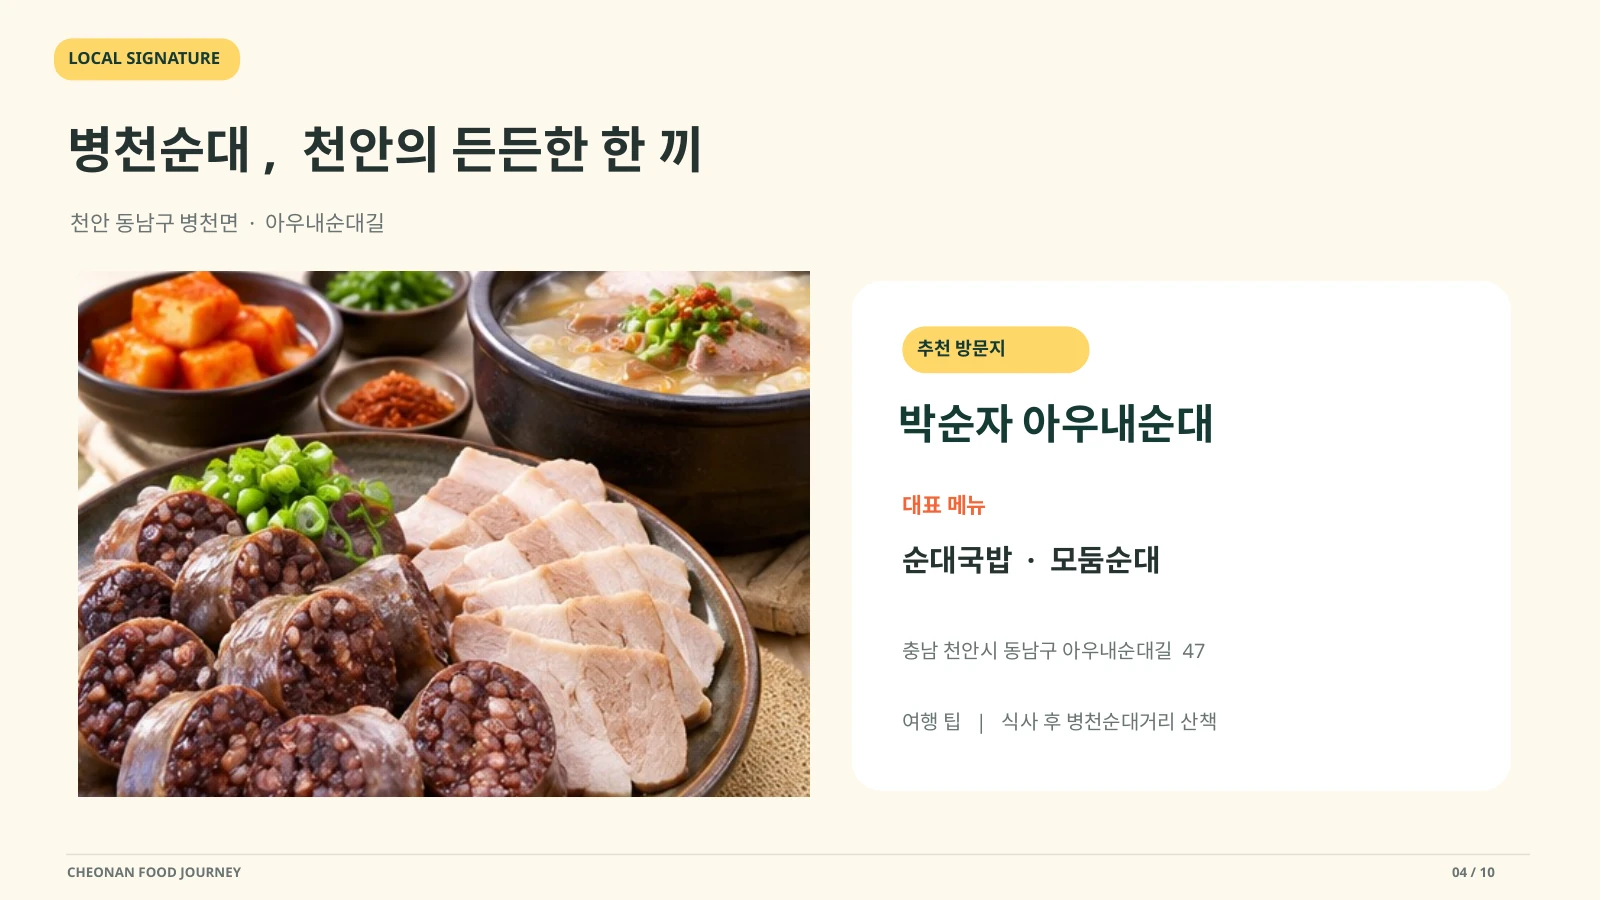 LOCAL SIGNATURE
병천순대 , 천안의 든든한 한 끼
천안 동남구 병천면 · 아우내순대길
추천 방문지
박순자 아우내순대
대표 메뉴
순대국밥 · 모둠순대
충남 천안시 동남구 아우내순대길 47
여행 팁 | 식사 후 병천순대거리 산책
CHEONAN FOOD JOURNEY
04 / 10